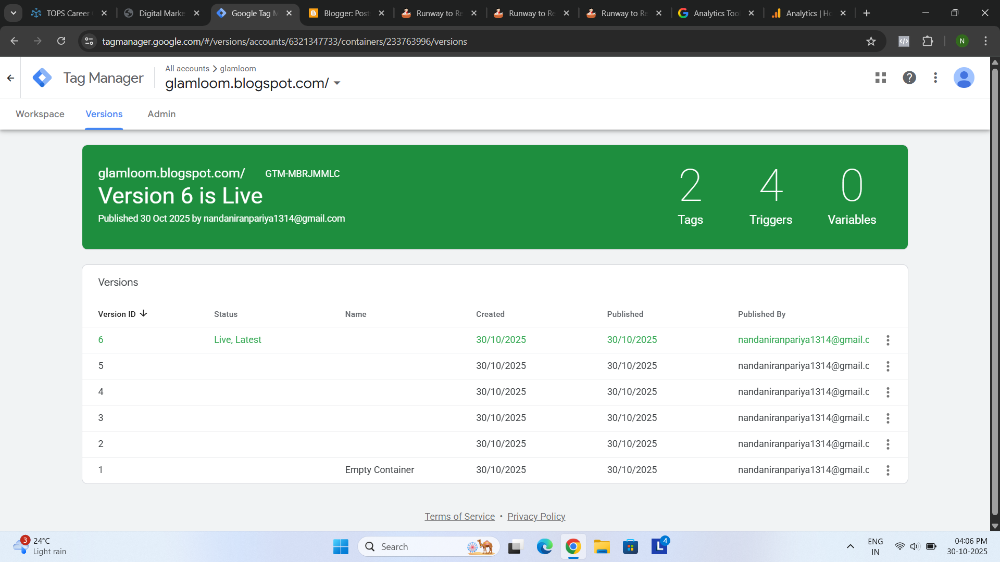 TOPS Career
Digital Marke
Google Tag M
Blogger: Post
Runway to Re
Runway to Re
Runway to Re
Analytics Tool
Analytics | Ho
tagmanager.google.com/#/versions/accounts/6321347733/containers/233763996/versions
N
Tag Manager
All accounts > glamloom
glamloom.blogspot.com/
Workspace Versions Admin
glamloom.blogspot.com/ GTM-MBRJMMLC
Version 6 is Live
Published 30 Oct 2025 by nandaniranpariya1314@gmail.com
2 4 0
Tags Triggers Variables
Versions
Version ID Status Name Created Published Published By
6 Live, Latest 30/10/2025 30/10/2025 nandaniranpariya1314@gmail.c
5 30/10/2025 30/10/2025 nandaniranpariya1314@gmail.c
4 30/10/2025 30/10/2025 nandaniranpariya1314@gmail.c
3 30/10/2025 30/10/2025 nandaniranpariya1314@gmail.c
2 30/10/2025 30/10/2025 nandaniranpariya1314@gmail.c
1 Empty Container 30/10/2025 30/10/2025 nandaniranpariya1314@gmail.c
Terms of Service • Privacy Policy
3
24°C
Light rain
Search
4
ENG
IN
04:06 PM
30-10-2025